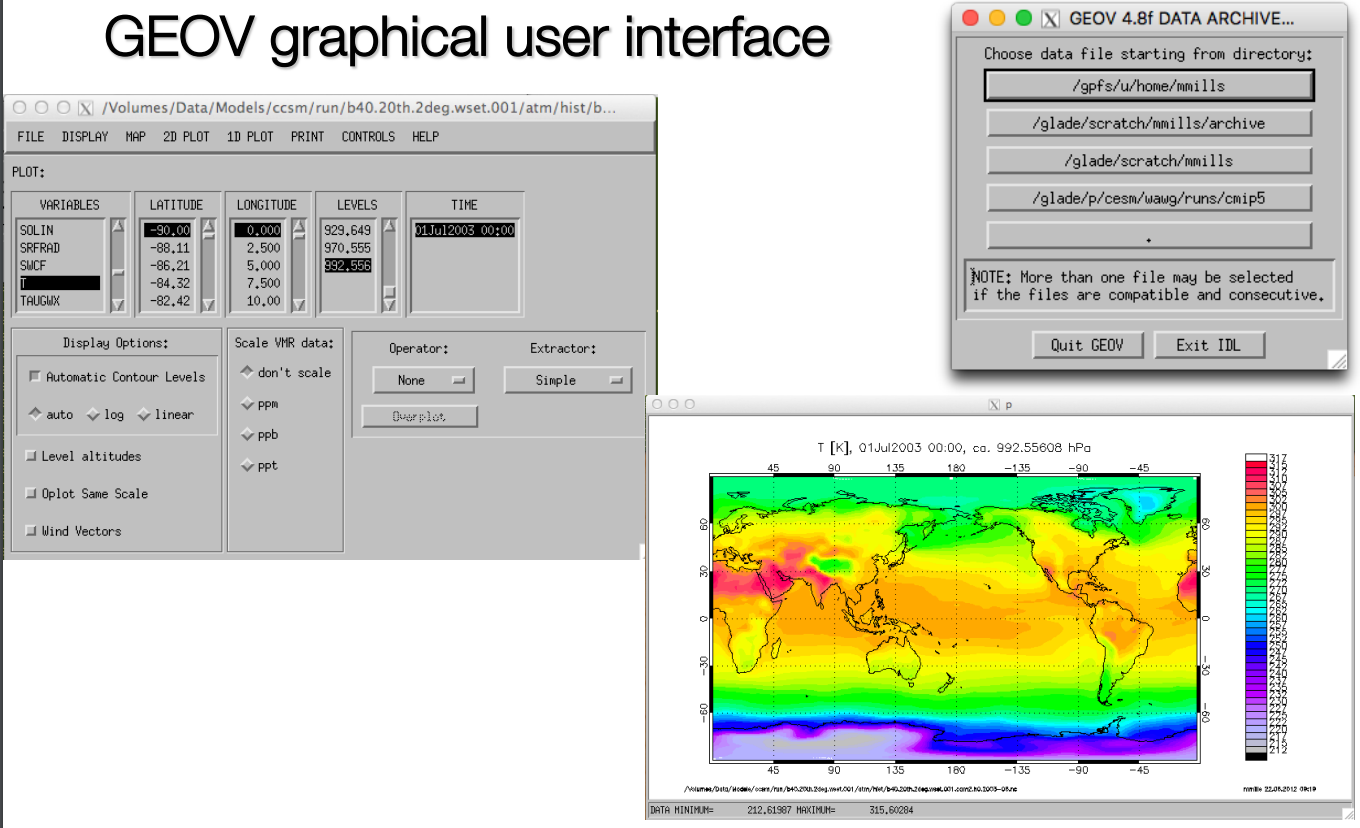 GEOV graphical user interface
GEOV 4.8f DATA ARCHIVE...
Choose data file starting from directory:
/gpfs/u/home/mmills
/glade/scratch/mmills/archive
/glade/scratch/mmills
/glade/p/cesm/wawg/runs/cmip5
.
NOTE: More than one file may be selected
if the files are compatible and consecutive.
Quit GEOV Exit IDL
/Volumes/Data/Models/ccsm/run/b40.20th.2deg.wset.001/atm/hist/b...
FILE DISPLAY MAP 2D PLOT 1D PLOT PRINT CONTROLS HELP
PLOT:
VARIABLES LATITUDE LONGITUDE LEVELS TIME
SOLIN -90.00 0.000 929.649 01Jul2003 00:00
SRFRAD -88.11 2.500 970.555
SWCF -86.21 5.000 992.556
T -84.32 7.500
TAUGWX -82.42 10.00
Display Options: Scale VMR data: Operator: Extractor:
Automatic Contour Levels don't scale None Simple
auto log linear ppm Overplot
Level altitudes ppb
Oplot Same Scale ppt
Wind Vectors
p
T [K], 01Jul2003 00:00, ca. 992.55608 hPa
45 90 135 180 -135 -90 -45
60 60
30 30
0 0
-30 -30
-60 -60
45 90 135 180 -135 -90 -45
317
315
312
310
307
305
302
300
297
295
292
290
287
285
282
280
277
275
272
270
267
265
262
260
257
255
252
250
247
245
242
240
237
235
232
230
227
225
222
220
217
215
212
/Volumes/Data/Models/ccsm/run/b40.20th.2deg.wset.001/atm/hist/b40.20th.2deg.wset.001.cam2.h0.2003-06.nc
mmills 22.08.2012 09:19
DATA MINIMUM= 212.61987 MAXIMUM= 315.60284